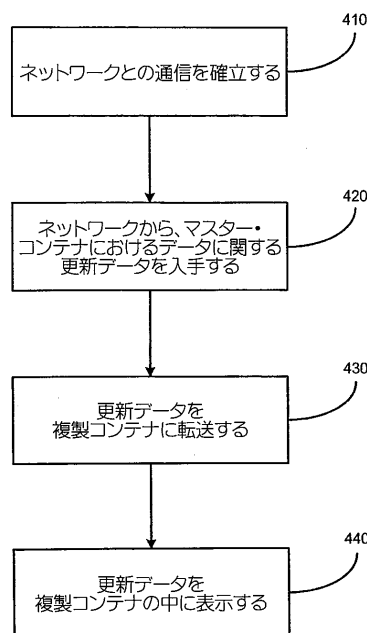 410
ネットワークとの通信を確立する
420
ネットワークから、マスター・
コンテナにおけるデータに関する
更新データを入手する
430
更新データを
複製コンテナに転送する
440
更新データを
複製コンテナの中に表示する